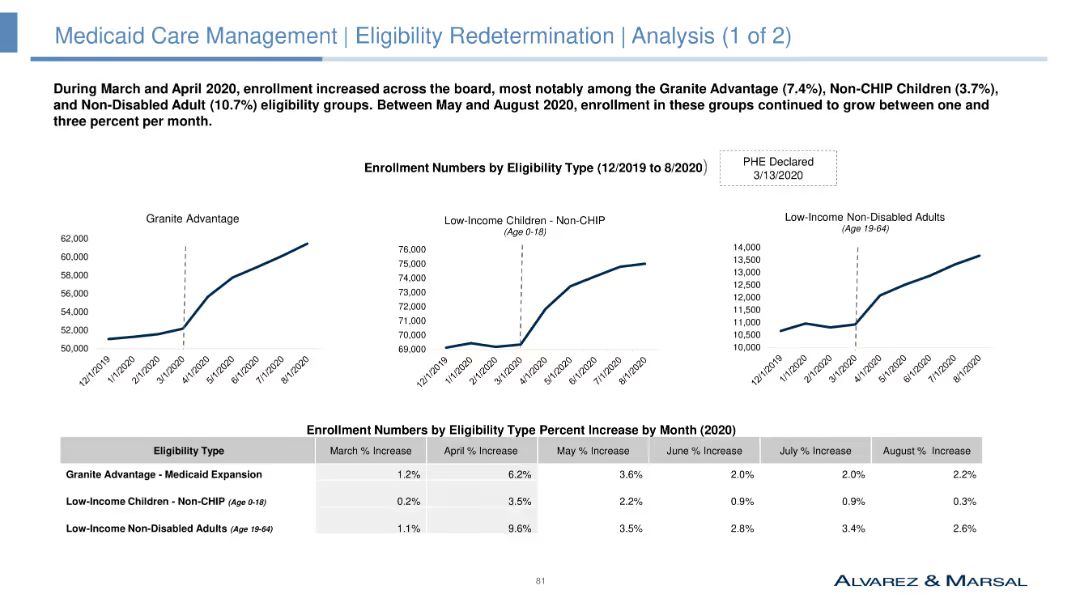 Medicaid Care Management | Eligibility Redetermination | Analysis (1 of 2)
During March and April 2020, enrollment increased across the board, most notably among the Granite Advantage (7.4%), Non-CHIP Children (3.7%),
and Non-Disabled Adult (10.7%) eligibility groups. Between May and August 2020, enrollment in these groups continued to grow between one and
three percent per month.
Enrollment Numbers by Eligibility Type (12/2019 to 8/2020)
PHE Declared
3/13/2020
Granite Advantage
62,000
60,000
58,000
56,000
54,000
52,000
50,000
12/1/2019 1/1/2020 2/1/2020 3/1/2020 4/1/2020 5/1/2020 6/1/2020 7/1/2020 8/1/2020
Low-Income Children - Non-CHIP
(Age 0-18)
76,000
75,000
74,000
73,000
72,000
71,000
70,000
69,000
12/1/2019 1/1/2020 2/1/2020 3/1/2020 4/1/2020 5/1/2020 6/1/2020 7/1/2020 8/1/2020
Low-Income Non-Disabled Adults
(Age 19-64)
14,000
13,500
13,000
12,500
12,000
11,500
11,000
10,500
10,000
12/1/2019 1/1/2020 2/1/2020 3/1/2020 4/1/2020 5/1/2020 6/1/2020 7/1/2020 8/1/2020
Enrollment Numbers by Eligibility Type Percent Increase by Month (2020)
Eligibility Type March % Increase April % Increase May % Increase June % Increase July % Increase August % Increase
Granite Advantage - Medicaid Expansion 1.2% 6.2% 3.6% 2.0% 2.0% 2.2%
Low-Income Children - Non-CHIP (Age 0-18) 0.2% 3.5% 2.2% 0.9% 0.9% 0.3%
Low-Income Non-Disabled Adults (Age 19-64) 1.1% 9.6% 3.5% 2.8% 3.4% 2.6%
81
ALVAREZ & MARSAL